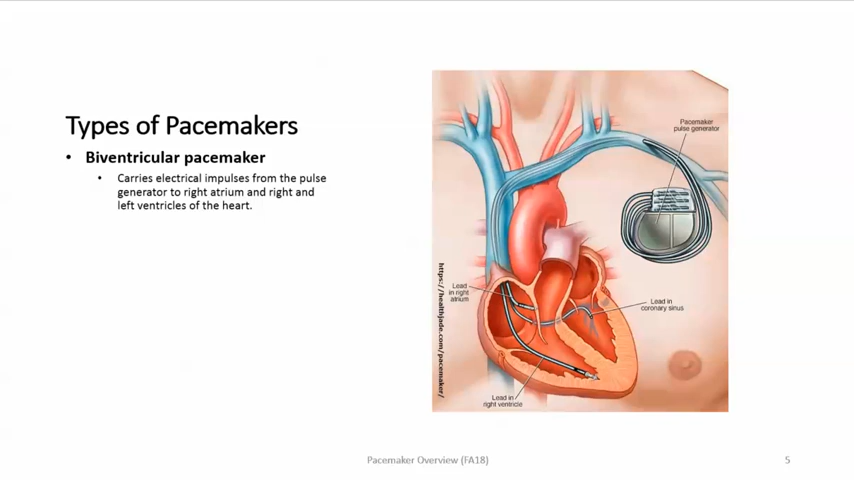 Types of Pacemakers
• Biventricular pacemaker
• Carries electrical impulses from the pulse
generator to right atrium and right and
left ventricles of the heart.
Pacemaker
pulse generator
Lead
in right
atrium
Lead in
coronary sinus
Lead in
right ventricle
https://healthjade.com/pacemaker/
Pacemaker Overview (FA18)
5